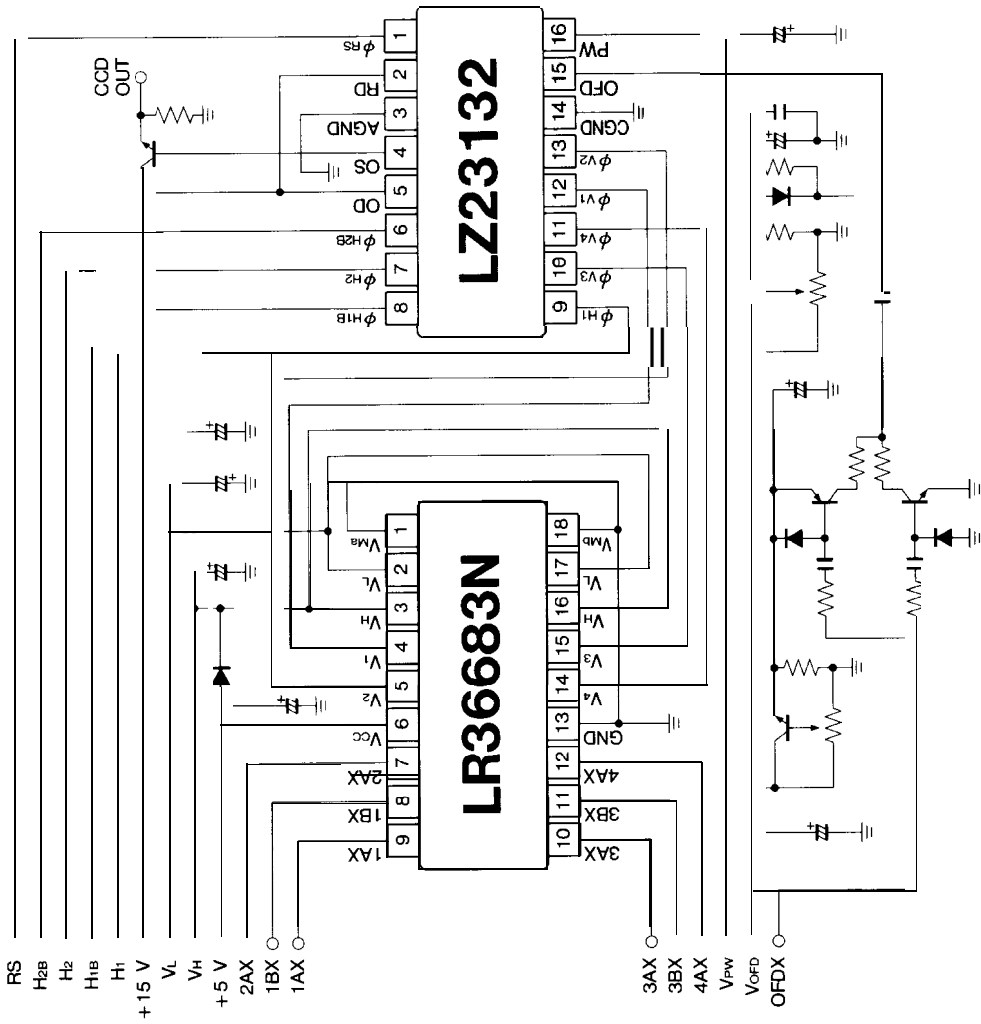 CCD
OUT
LZ23132
1
φRS
2
RD
3
AGND
4
OS
5
OD
6
φH2B
7
φH2
8
φH1B
16
PW
15
OFD
14
CGND
13
φV2
12
φV1
11
φV4
10
φV3
9
φH1
LR36683N
1
VMa
2
VL
3
VH
4
V1
5
V2
6
VCC
7
2AX
8
1BX
9
1AX
18
VMb
17
VL
16
VH
15
V3
14
V4
13
GND
12
4AX
11
3BX
10
3AX
RS
H2B
H2
H1B
H1
+15 V
VL
VH
+5 V
2AX
1BX
1AX
3AX
3BX
4AX
VPW
VOFD
OFDX
+
+
+
+
+
+
+
+